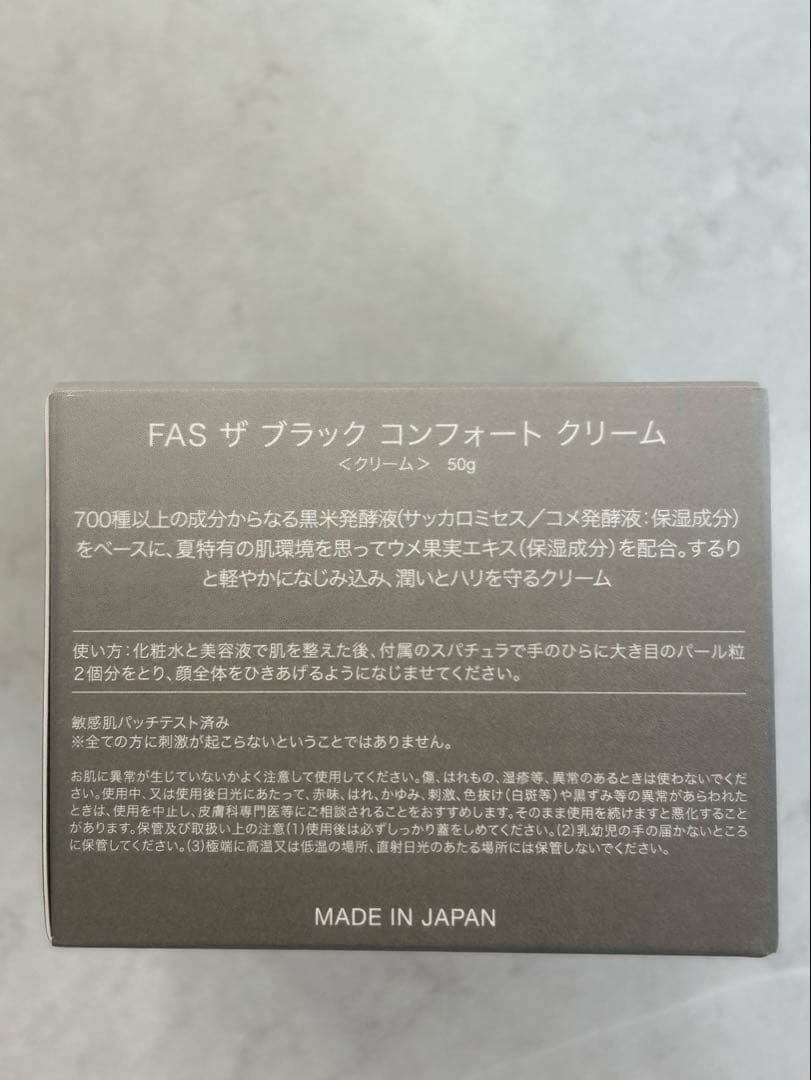 FAS ザ ブラック コンフォート クリーム
＜クリーム＞ 50g
700種以上の成分からなる黒米発酵液(サッカロミセス／コメ発酵液：保湿成分)
をベースに、夏特有の肌環境を思ってウメ果実エキス(保湿成分)を配合。するり
と軽やかになじみ込み、潤いとハリを守るクリーム
使い方：化粧水と美容液で肌を整えた後、付属のスパチュラで手のひらに大き目のパール粒
2個分をとり、顔全体をひきあげるようになじませてください。
敏感肌パッチテスト済み
※全ての方に刺激が起こらないということではありません。
お肌に異常が生じていないかよく注意して使用してください。傷、はれもの、湿疹等、異常のあるときは使わないでくだ
さい。使用中、又は使用後日光にあたって、赤味、はれ、かゆみ、刺激、色抜け(白斑等)や黒ずみ等の異常があらわれた
ときは、使用を中止し、皮膚科専門医等にご相談されることをおすすめします。そのまま使用を続けますと悪化すること
があります。保管及び取扱い上の注意(1)使用後は必ずしっかり蓋をしめてください。(2)乳幼児の手の届かないところ
に保管してください。(3)極端に高温又は低温の場所、直射日光のあたる場所には保管しないでください。
MADE IN JAPAN